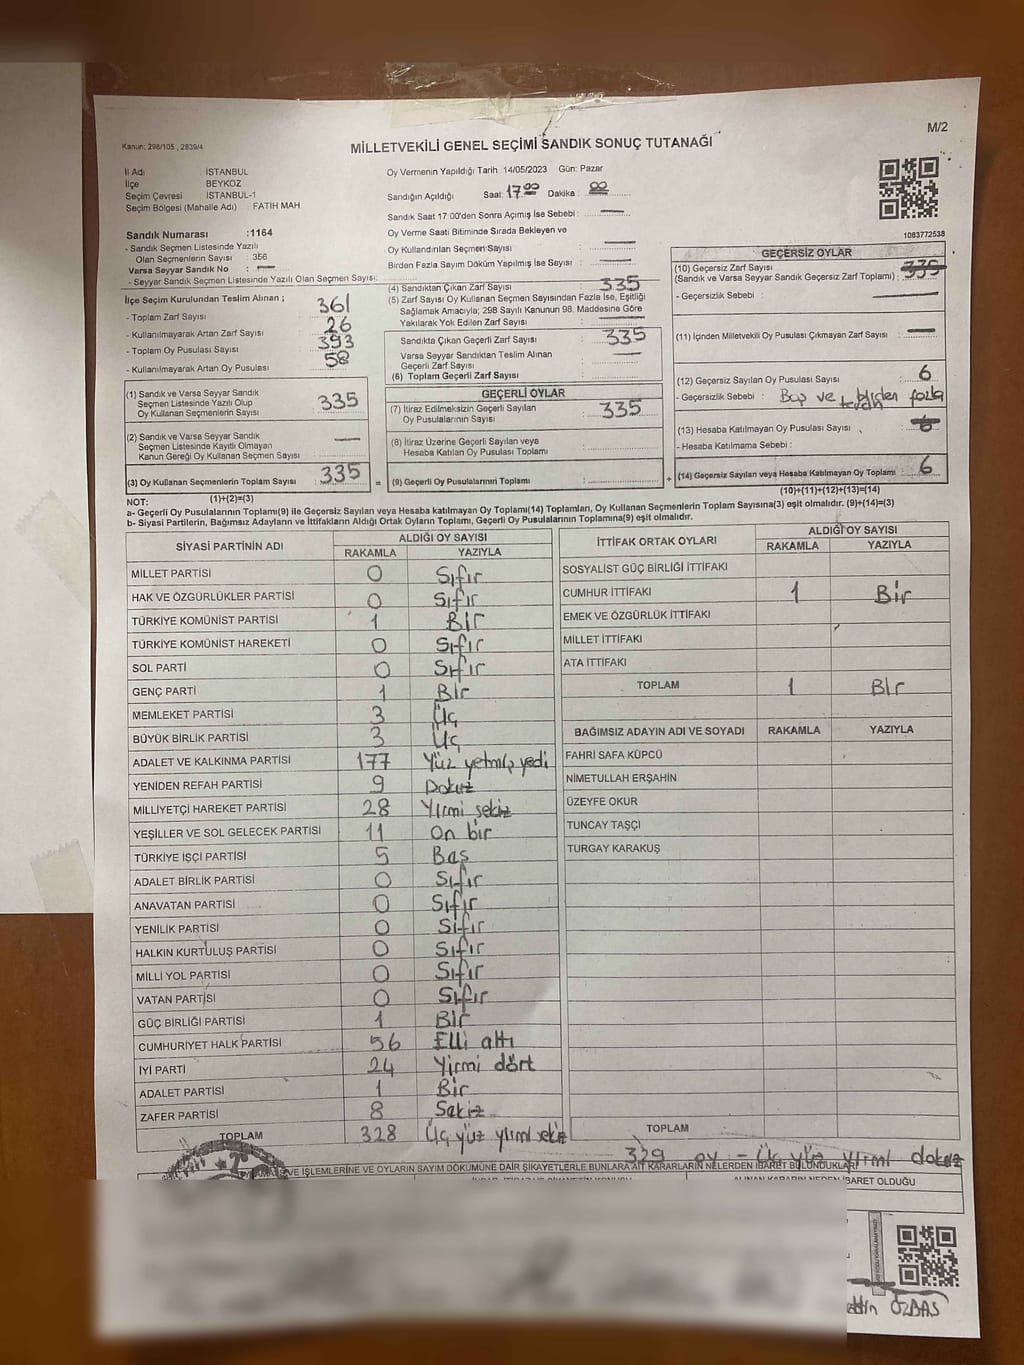 M/2
Kanun; 298/105 , 2839/4
MİLLETVEKİLİ GENEL SEÇİMİ SANDIK SONUÇ TUTANAĞI
İl Adı : İSTANBUL
İlçe BEYKOZ
Seçim Çevresi : İSTANBUL-1
Seçim Bölgesi (Mahalle Adı) : FATİH MAH.
Sandık Numarası :1164
- Sandık Seçmen Listesinde Yazılı
Olan Seçmenlerin Sayısı : 356
Varsa Seyyar Sandık No : —
- Seyyar Sandık Seçmen Listesinde Yazılı Olan Seçmen Sayısı:
Oy Vermenin Yapıldığı Tarih : 14/05/2023 Gün: Pazar
Sandığın Açıldığı Saat: 17.00 Dakika : 00
Sandık Saat 17:00'den Sonra Açımış İse Sebebi : —
Oy Verme Saati Bitiminde Sırada Bekleyen ve
Oy Kullandırılan Seçmen Sayısı : —
Birden Fazla Sayım Döküm Yapılmış İse Sayısı : —
1083772538
İlçe Seçim Kurulundan Teslim Alınan ;
- Toplam Zarf Sayısı 361
- Kullanılmayarak Artan Zarf Sayısı 26
- Toplam Oy Pusulası Sayısı 393
- Kullanılmayarak Artan Oy Pusulası 58
(1) Sandık ve Varsa Seyyar Sandık
Seçmen Listesinde Yazılı Olup
Oy Kullanan Seçmenlerin Sayısı : 335
(2) Sandık ve Varsa Seyyar Sandık
Seçmen Listesinde Kayıtlı Olmayan
Kanun Gereği Oy Kullanan Seçmen Sayısı : —
(3) Oy Kullanan Seçmenlerin Toplam Sayısı : 335
(1)+(2)=(3)
(4) Sandıktan Çıkan Zarf Sayısı : 335
(5) Zarf Sayısı Oy Kullanan Seçmen Sayısından Fazla İse, Eşitliği
Sağlamak Amacıyla; 298 Sayılı Kanunun 98. Maddesine Göre
Yakılarak Yok Edilen Zarf Sayısı : —
Sandıkta Çıkan Geçerli Zarf Sayısı : 335
Varsa Seyyar Sandıktan Teslim Alınan
Geçerli Zarf Sayısı : —
(6) Toplam Geçerli Zarf Sayısı :
GEÇERLİ OYLAR
(7) İtiraz Edilmeksizin Geçerli Sayılan
Oy Pusulalarının Sayısı : 335
(8) İtiraz Üzerine Geçerli Sayılan veya
Hesaba Katılan Oy Pusulası Toplamı :
= (9) Geçerli Oy Pusulalarının Toplamı :
GEÇERSİZ OYLAR
(10) Geçersiz Zarf Sayısı
(Sandık ve Varsa Seyyar Sandık Geçersiz Zarf Toplamı) : 335
- Geçersizlik Sebebi : —
(11) İçinden Milletvekili Oy Pusulası Çıkmayan Zarf Sayısı : —
(12) Geçersiz Sayılan Oy Pusulası Sayısı : 6
- Geçersizlik Sebebi : Boş ve birden fazla
(13) Hesaba Katılmayan Oy Pusulası Sayısı : 6
- Hesaba Katılmama Sebebi :
+ (14) Geçersiz Sayılan veya Hesaba Katılmayan Oy Toplamı : 6
(10)+(11)+(12)+(13)=(14)
NOT:
a- Geçerli Oy Pusulalarının Toplamı(9) ile Geçersiz Sayılan veya Hesaba katılmayan Oy Toplamı(14) Toplamları, Oy Kullanan Seçmenlerin Toplam Sayısına(3) eşit olmalıdır. (9)+(14)=(3)
b- Siyasi Partilerin, Bağımsız Adayların ve İttifakların Aldığı Ortak Oyların Toplamı, Geçerli Oy Pusulalarının Toplamına(9) eşit olmalıdır.
SİYASİ PARTİNİN ADI ALDIĞI OY SAYISI
RAKAMLA YAZIYLA
MİLLET PARTİSİ 0 Sıfır
HAK VE ÖZGÜRLÜKLER PARTİSİ 0 Sıfır
TÜRKİYE KOMÜNİST PARTİSİ 1 Bir
TÜRKİYE KOMÜNİST HAREKETİ 0 Sıfır
SOL PARTİ 0 Sıfır
GENÇ PARTİ 1 Bir
MEMLEKET PARTİSİ 3 Üç
BÜYÜK BİRLİK PARTİSİ 3 Üç
ADALET VE KALKINMA PARTİSİ 177 Yüz yetmiş yedi
YENİDEN REFAH PARTİSİ 9 Dokuz
MİLLİYETÇİ HAREKET PARTİSİ 28 Yirmi sekiz
YEŞİLLER VE SOL GELECEK PARTİSİ 11 On bir
TÜRKİYE İŞÇİ PARTİSİ 5 Beş
ADALET BİRLİK PARTİSİ 0 Sıfır
ANAVATAN PARTİSİ 0 Sıfır
YENİLİK PARTİSİ 0 Sıfır
HALKIN KURTULUŞ PARTİSİ 0 Sıfır
MİLLİ YOL PARTİSİ 0 Sıfır
VATAN PARTİSİ 0 Sıfır
GÜÇ BİRLİĞİ PARTİSİ 1 Bir
CUMHURİYET HALK PARTİSİ 56 Elli altı
İYİ PARTİ 24 Yirmi dört
ADALET PARTİSİ 1 Bir
ZAFER PARTİSİ 8 Sekiz
TOPLAM 328 Üç yüz yirmi sekiz
İTTİFAK ORTAK OYLARI ALDIĞI OY SAYISI
RAKAMLA YAZIYLA
SOSYALİST GÜÇ BİRLİĞİ İTTİFAKI
CUMHUR İTTİFAKI 1 Bir
EMEK VE ÖZGÜRLÜK İTTİFAKI
MİLLET İTTİFAKI
ATA İTTİFAKI
TOPLAM 1 Bir
BAĞIMSIZ ADAYIN ADI VE SOYADI RAKAMLA YAZIYLA
FAHRİ SAFA KÜPCÜ
NİMETULLAH ERŞAHİN
ÜZEYFE OKUR
TUNCAY TAŞÇI
TURGAY KARAKUŞ
TOPLAM
329 oy - Üç yüz yirmi dokuz
VE İŞLEMLERİNE VE OYLARIN SAYIM DÖKÜMÜNE DAİR ŞİKAYETLERLE BUNLARA AİT KARARLARIN NELERDEN İBARET BULUNDUKLARI
ALINAN KARARIN NEDEN İBARET OLDUĞU
ÖZBAŞ